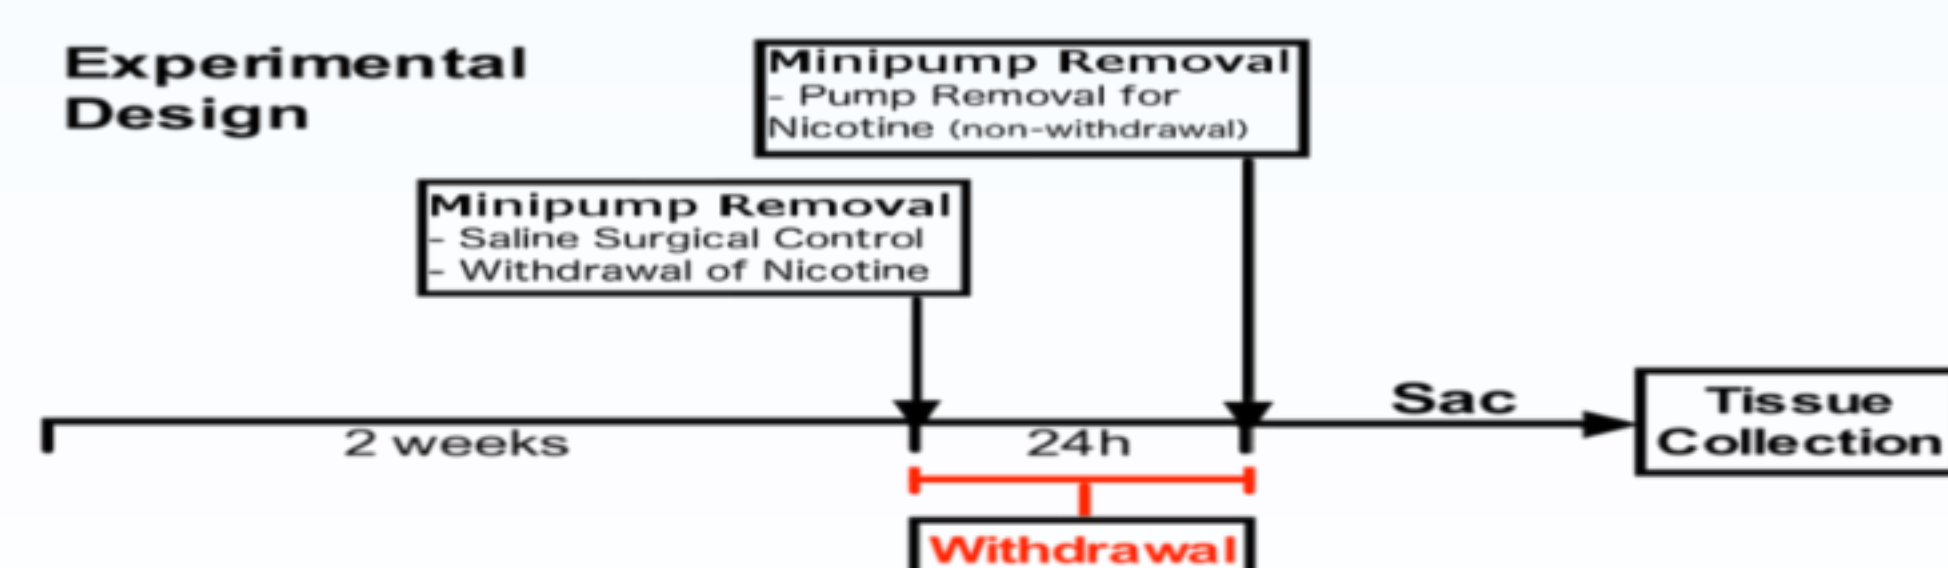 Experimental
Design
Minipump Removal
- Pump Removal for
Nicotine (non-withdrawal)
Minipump Removal
- Saline Surgical Control
- Withdrawal of Nicotine
2 weeks
24h
Sac
Tissue
Collection
Withdrawal